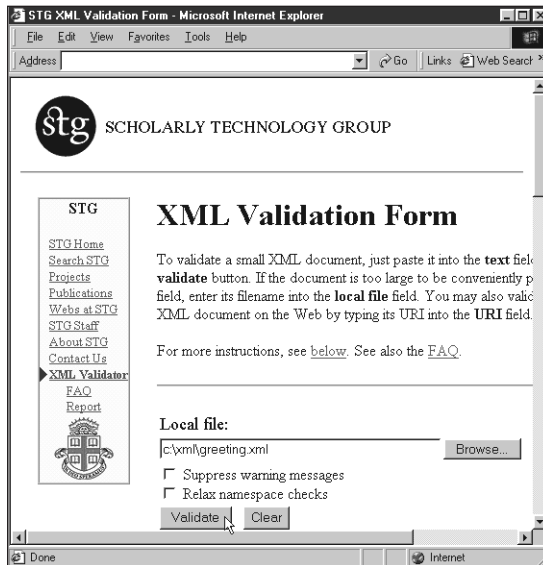 STG XML Validation Form - Microsoft Internet Explorer
File Edit View Favorites Tools Help
Address Go Links Web Search
stg SCHOLARLY TECHNOLOGY GROUP
STG
STG Home
Search STG
Projects
Publications
Webs at STG
STG Staff
About STG
Contact Us
XML Validator
FAQ
Report
XML Validation Form
To validate a small XML document, just paste it into the text field
validate button. If the document is too large to be conveniently p
field, enter its filename into the local file field. You may also valid
XML document on the Web by typing its URI into the URI field.
For more instructions, see below. See also the FAQ.
Local file:
c:\xml\greeting.xml Browse...
Suppress warning messages
Relax namespace checks
Validate Clear
Done Internet